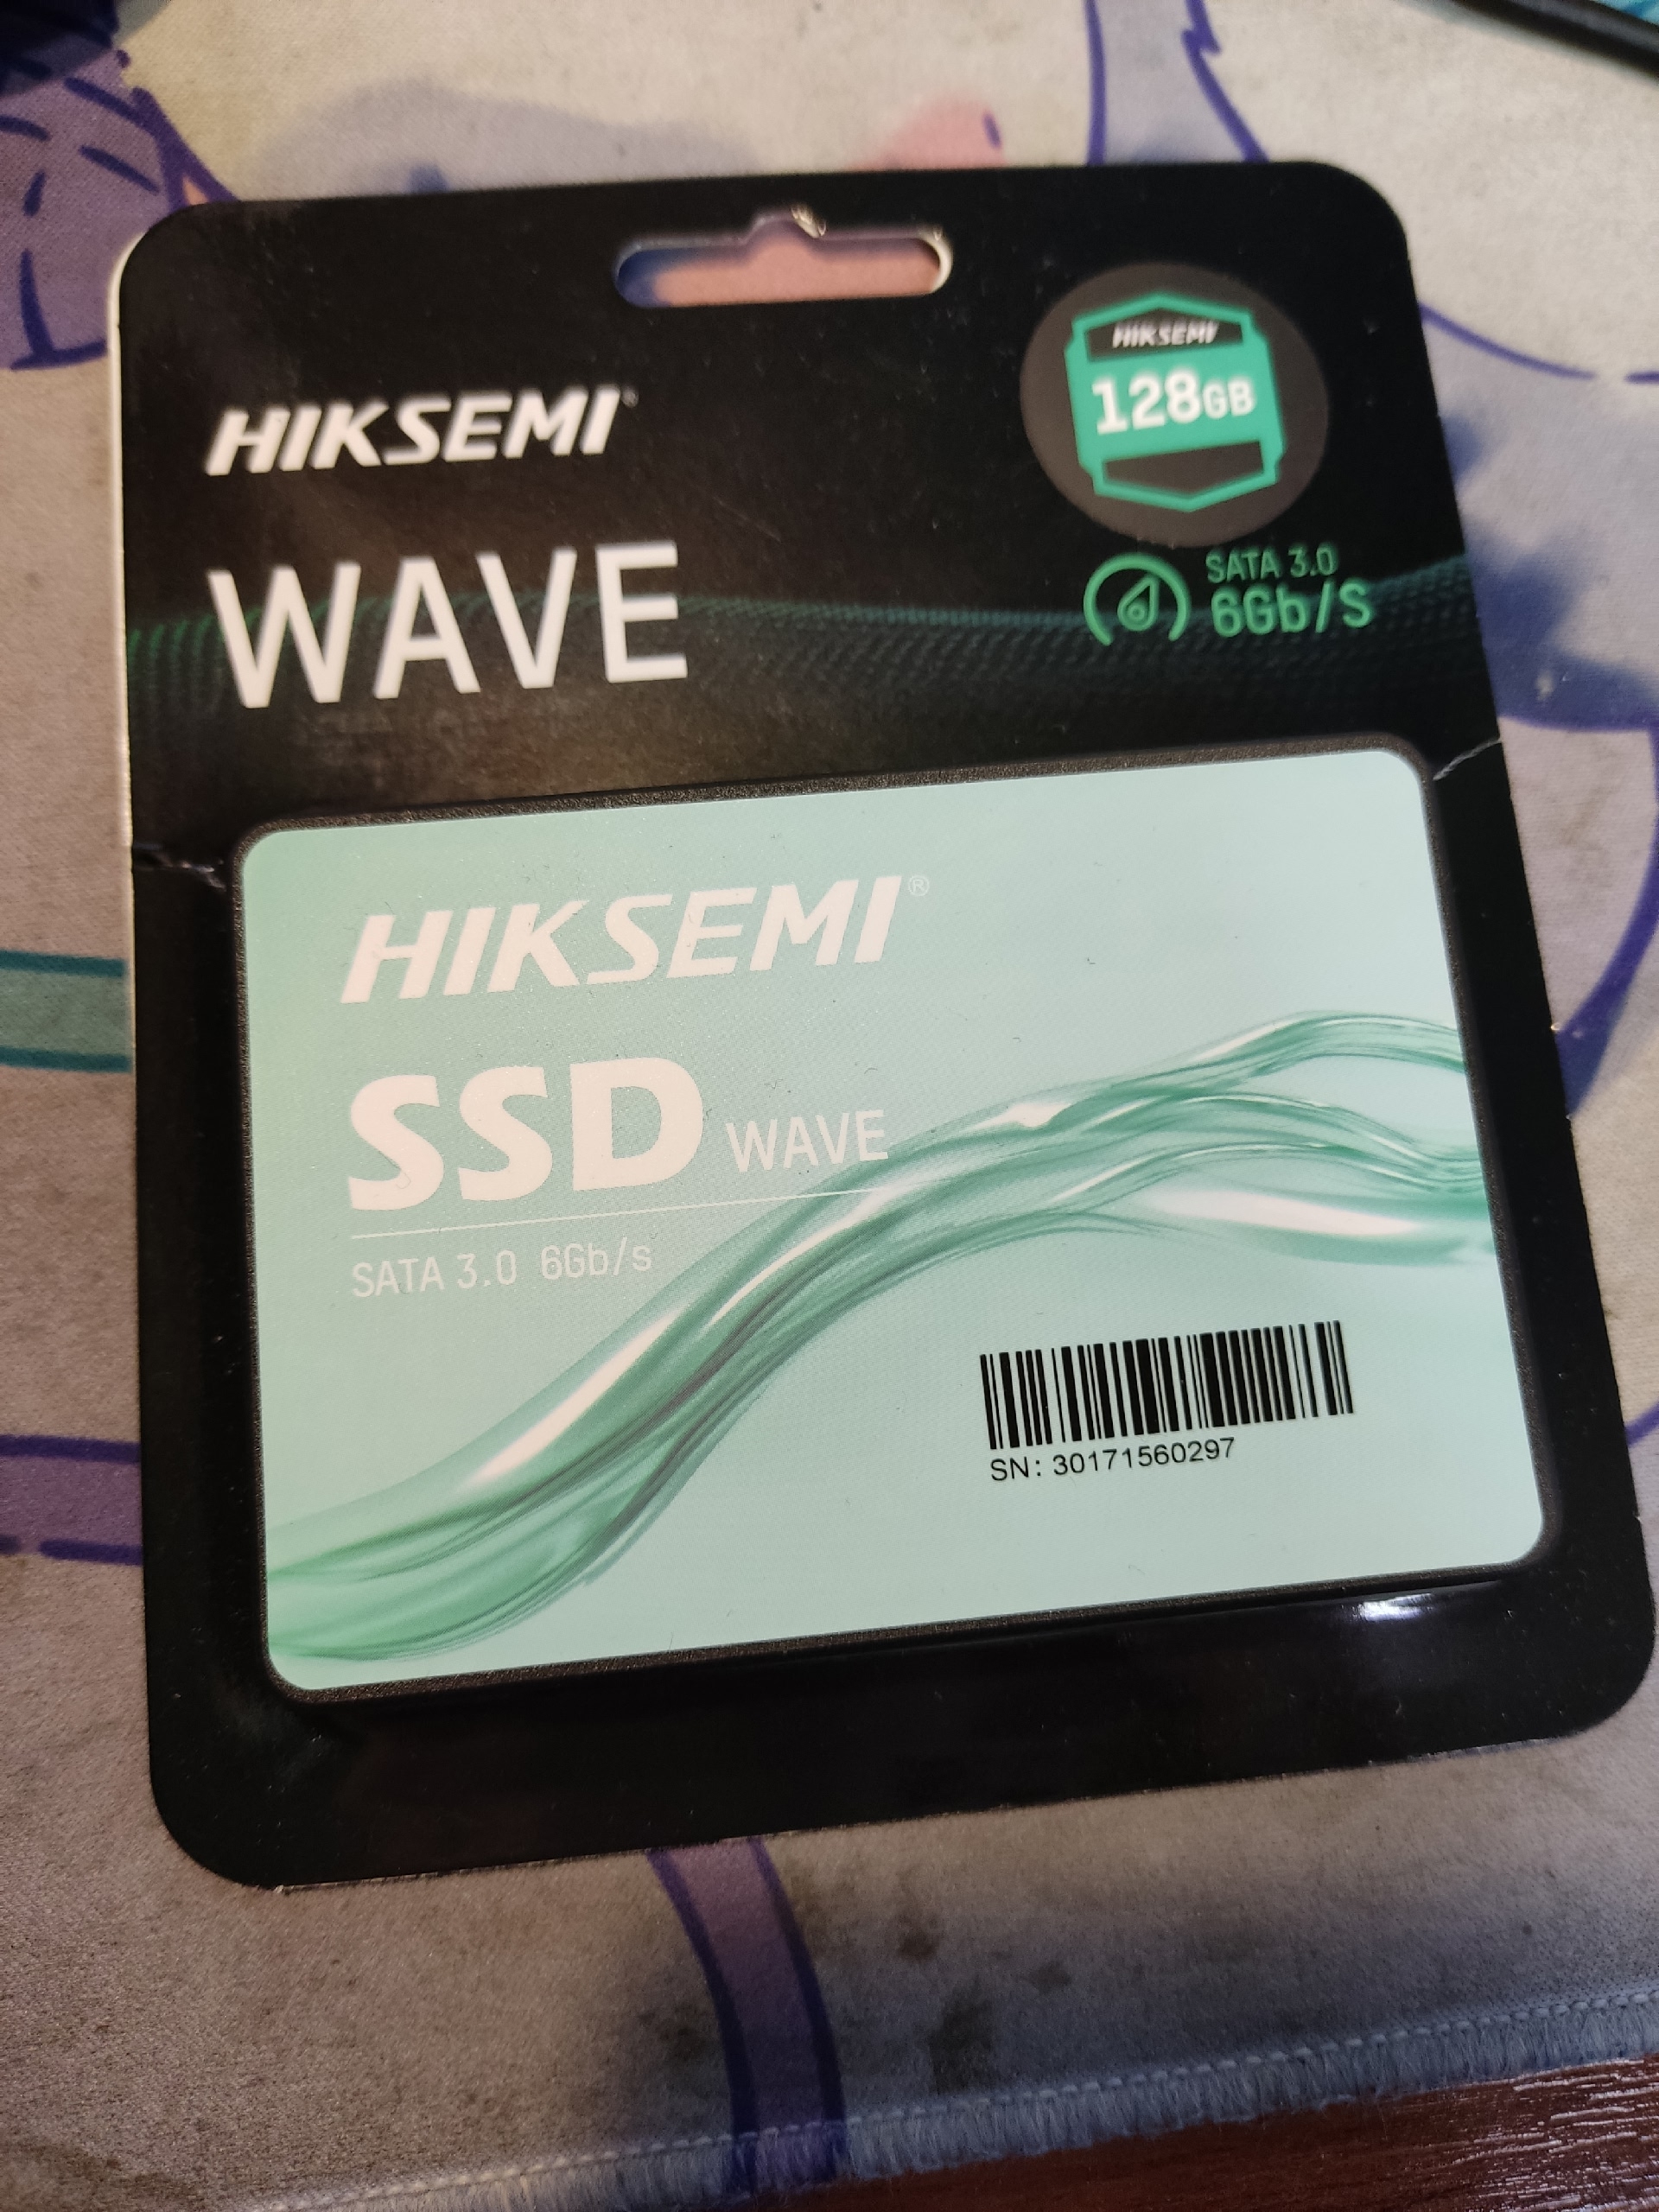 HIKSEMI
128GB
HIKSEMI
WAVE
SATA 3.0
6Gb/S
HIKSEMI®
SSD WAVE
SATA 3.0 6Gb/s
SN: 30171560297